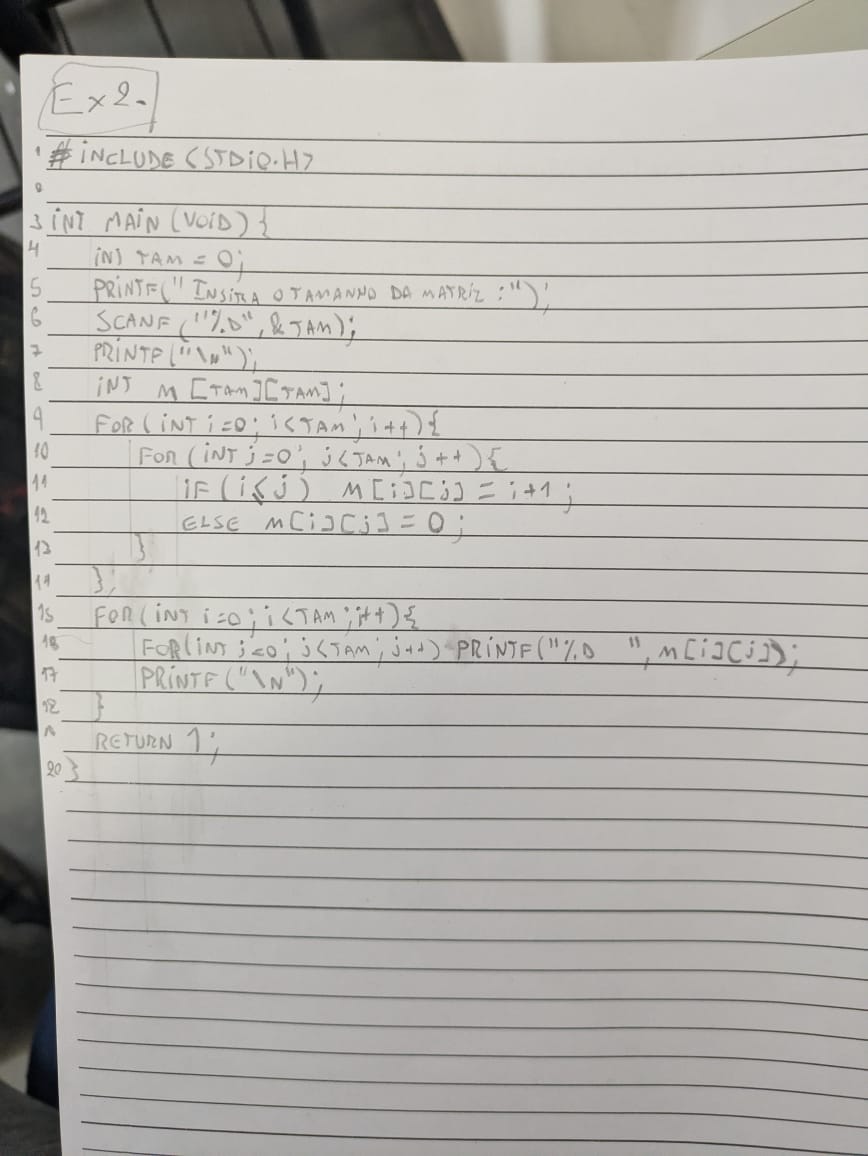 Ex2-
1 #INCLUDE <STDIO.H>
2
3 INT MAIN (VOID) {
4 INT TAM = 0;
5 PRINTF(" INSIRA O TAMANHO DA MATRIZ :");
6 SCANF ("%D", &TAM);
7 PRINTF("\N");
8 INT M [TAM][TAM];
9 FOR (INT i=0; i<TAM; i++){
10 FOR (INT j=0; j<TAM; j++){
11 IF (i≤j) M[i][j] = i+1;
12 ELSE M[i][j] = 0;
13 }
14 };
15 FOR (INT i=0; i<TAM; i++){
16 FOR(INT j=0; j<TAM; j++) PRINTF("%D ", M[i][j]);
17 PRINTF("\N");
18 }
19 RETURN 1;
20 }